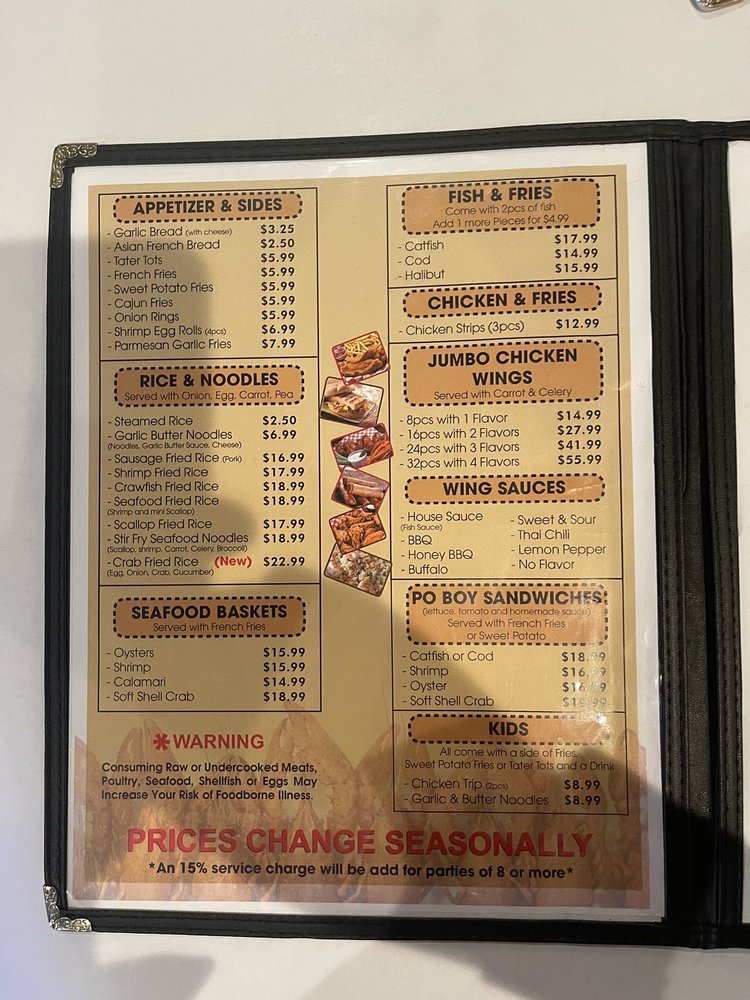 APPETIZER & SIDES
- Garlic Bread (with cheese) $3.25
- Asian French Bread $2.50
- Tater Tots $5.99
- French Fries $5.99
- Sweet Potato Fries $5.99
- Cajun Fries $5.99
- Onion Rings $5.99
- Shrimp Egg Rolls (4pcs) $6.99
- Parmesan Garlic Fries $7.99
RICE & NOODLES
Served with Onion, Egg, Carrot, Pea
- Steamed Rice $2.50
- Garlic Butter Noodles $6.99
(Noodles, Garlic Butter Sauce, Cheese)
- Sausage Fried Rice (Pork) $16.99
- Shrimp Fried Rice $17.99
- Crawfish Fried Rice $18.99
- Seafood Fried Rice $18.99
(Shrimp and mini Scallop)
- Scallop Fried Rice $17.99
- Stir Fry Seafood Noodles $18.99
(Scallop, shrimp, Carrot, Celery, Broccoli)
- Crab Fried Rice (New) $22.99
(Egg, Onion, Crab, Cucumber)
SEAFOOD BASKETS
Served with French Fries
- Oysters $15.99
- Shrimp $15.99
- Calamari $14.99
- Soft Shell Crab $18.99
*WARNING
Consuming Raw or Undercooked Meats,
Poultry, Seafood, Shellfish or Eggs May
Increase Your Risk of Foodborne Illness.
FISH & FRIES
Come with 2pcs of fish
Add 1 more Pieces for $4.99
- Catfish $17.99
- Cod $14.99
- Halibut $15.99
CHICKEN & FRIES
- Chicken Strips (3pcs) $12.99
JUMBO CHICKEN
WINGS
Served with Carrot & Celery
- 8pcs with 1 Flavor $14.99
- 16pcs with 2 Flavors $27.99
- 24pcs with 3 Flavors $41.99
- 32pcs with 4 Flavors $55.99
WING SAUCES
- House Sauce
(Fish Sauce)
- BBQ
- Honey BBQ
- Buffalo
- Sweet & Sour
- Thai Chili
- Lemon Pepper
- No Flavor
PO BOY SANDWICHES
(lettuce, tomato and homemade sauce)
Served with French Fries
or Sweet Potato
- Catfish or Cod $18.99
- Shrimp $16.99
- Oyster $16.99
- Soft Shell Crab
KIDS
All come with a side of Fries,
Sweet Potato Fries or Tater Tots and a Drink
- Chicken Trip (2pcs) $8.99
- Garlic & Butter Noodles $8.99
PRICES CHANGE SEASONALLY
*An 15% service charge will be add for parties of 8 or more*